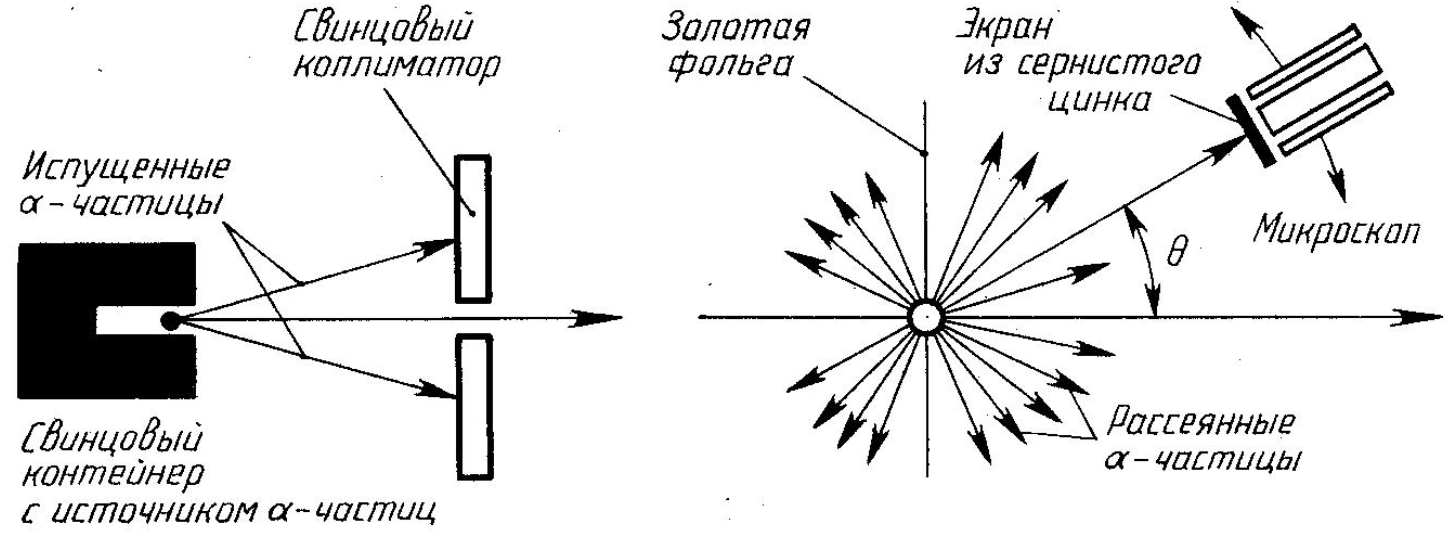 Свинцовый
коллиматор
Золотая
фольга
Экран
из сернистого
цинка
Испущенные
α-частицы
Микроскоп
θ
Рассеянные
α-частицы
Свинцовый
контейнер
с источником α-частиц